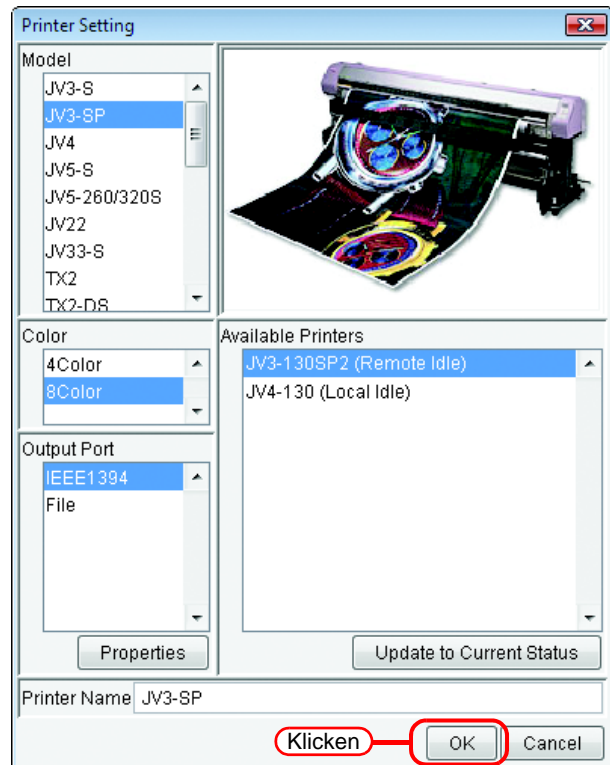 Printer Setting
Model
JV3-S
JV3-SP
JV4
JV5-S
JV5-260/320S
JV22
JV33-S
TX2
TX2-DS
Color
4Color
8Color
Output Port
IEEE1394
File
Properties
Available Printers
JV3-130SP2 (Remote Idle)
JV4-130 (Local Idle)
Update to Current Status
Printer Name JV3-SP
Klicken
OK
Cancel